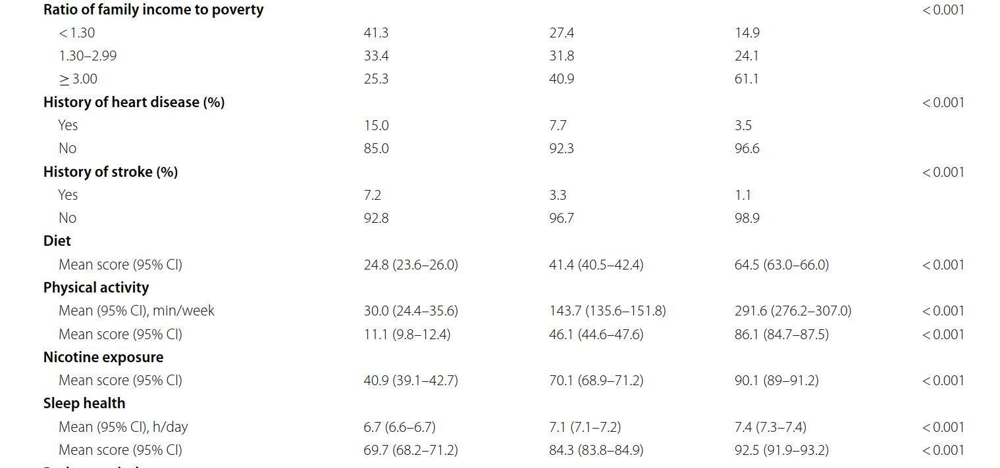 Ratio of family income to poverty < 0.001
< 1.30 41.3 27.4 14.9
1.30–2.99 33.4 31.8 24.1
≥ 3.00 25.3 40.9 61.1
History of heart disease (%) < 0.001
Yes 15.0 7.7 3.5
No 85.0 92.3 96.6
History of stroke (%) < 0.001
Yes 7.2 3.3 1.1
No 92.8 96.7 98.9
Diet
Mean score (95% CI) 24.8 (23.6–26.0) 41.4 (40.5–42.4) 64.5 (63.0–66.0) < 0.001
Physical activity
Mean (95% CI), min/week 30.0 (24.4–35.6) 143.7 (135.6–151.8) 291.6 (276.2–307.0) < 0.001
Mean score (95% CI) 11.1 (9.8–12.4) 46.1 (44.6–47.6) 86.1 (84.7–87.5) < 0.001
Nicotine exposure
Mean score (95% CI) 40.9 (39.1–42.7) 70.1 (68.9–71.2) 90.1 (89–91.2) < 0.001
Sleep health
Mean (95% CI), h/day 6.7 (6.6–6.7) 7.1 (7.1–7.2) 7.4 (7.3–7.4) < 0.001
Mean score (95% CI) 69.7 (68.2–71.2) 84.3 (83.8–84.9) 92.5 (91.9–93.2) < 0.001